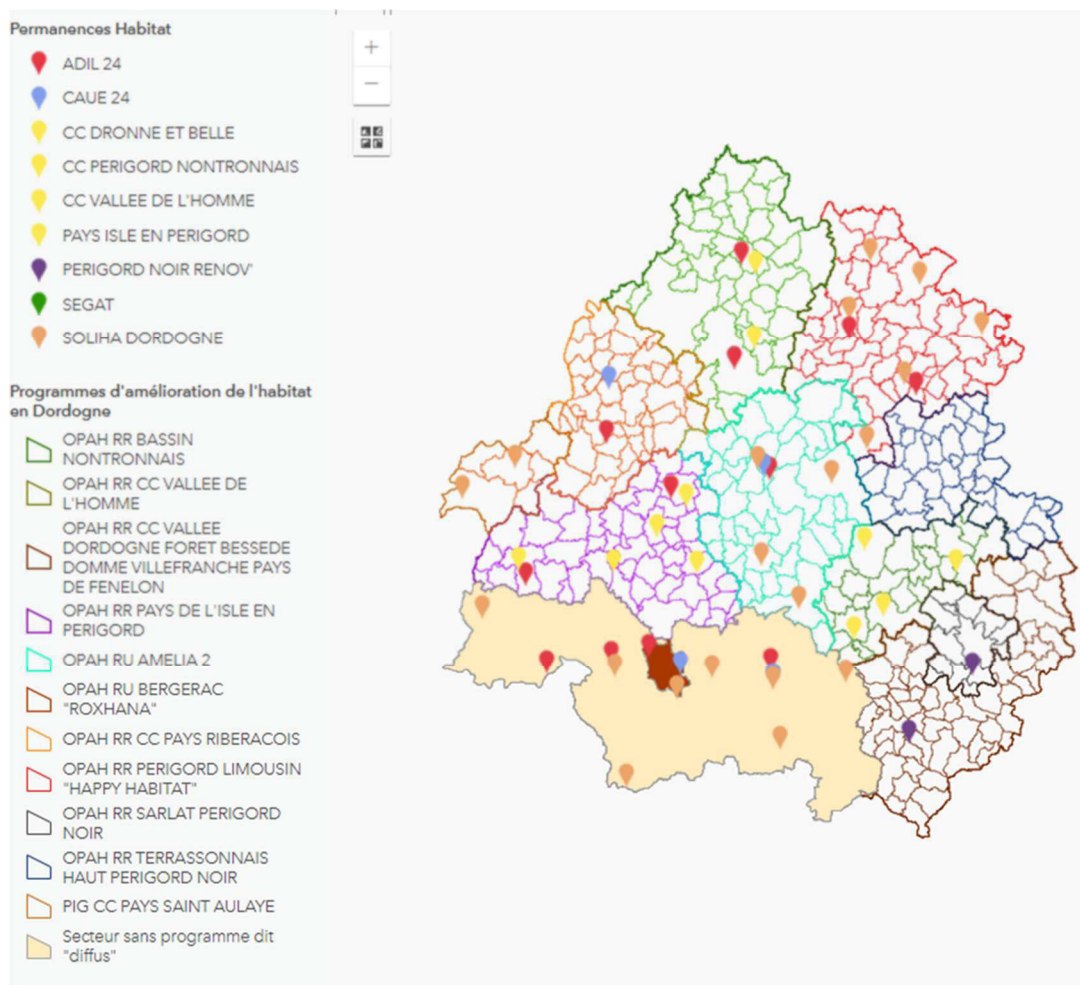 Permanences Habitat
ADIL 24
CAUE 24
CC DRONNE ET BELLE
CC PERIGORD NONTRONNAIS
CC VALLEE DE L'HOMME
PAYS ISLE EN PERIGORD
PERIGORD NOIR RENOV'
SEGAT
SOLIHA DORDOGNE
Programmes d'amélioration de l'habitat
en Dordogne
OPAH RR BASSIN
NONTRONNAIS
OPAH RR CC VALLEE DE
L'HOMME
OPAH RR CC VALLEE
DORDOGNE FORET BESSEDE
DOMME VILLEFRANCHE PAYS
DE FENELON
OPAH RR PAYS DE L'ISLE EN
PERIGORD
OPAH RU AMELIA 2
OPAH RU BERGERAC
"ROXHANA"
OPAH RR CC PAYS RIBERACOIS
OPAH RR PERIGORD LIMOUSIN
"HAPPY HABITAT"
OPAH RR SARLAT PERIGORD
NOIR
OPAH RR TERRASSONNAIS
HAUT PERIGORD NOIR
PIG CC PAYS SAINT AULAYE
Secteur sans programme dit
"diffus"
+
−